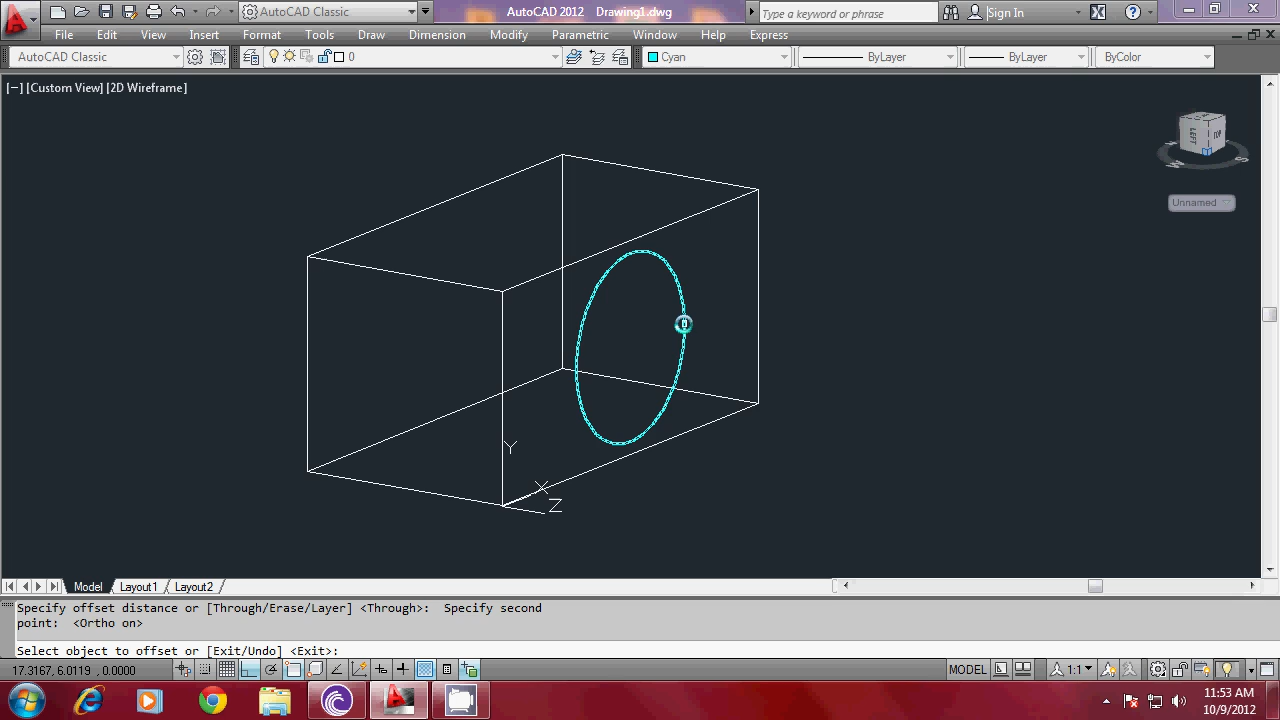 AutoCAD Classic
AutoCAD 2012 Drawing1.dwg
Type a keyword or phrase
Sign In
File Edit View Insert Format Tools Draw Dimension Modify Parametric Window Help Express
AutoCAD Classic
0
Cyan
ByLayer
ByLayer
ByColor
[−] [Custom View] [2D Wireframe]
LEFT
S
Unnamed
Y
X
Z
Model Layout1 Layout2
Specify offset distance or [Through/Erase/Layer] <Through>: Specify second
point: <Ortho on>
Select object to offset or [Exit/Undo] <Exit>:
17.3167, 6.0119 , 0.0000
MODEL
1:1
11:53 AM
10/9/2012